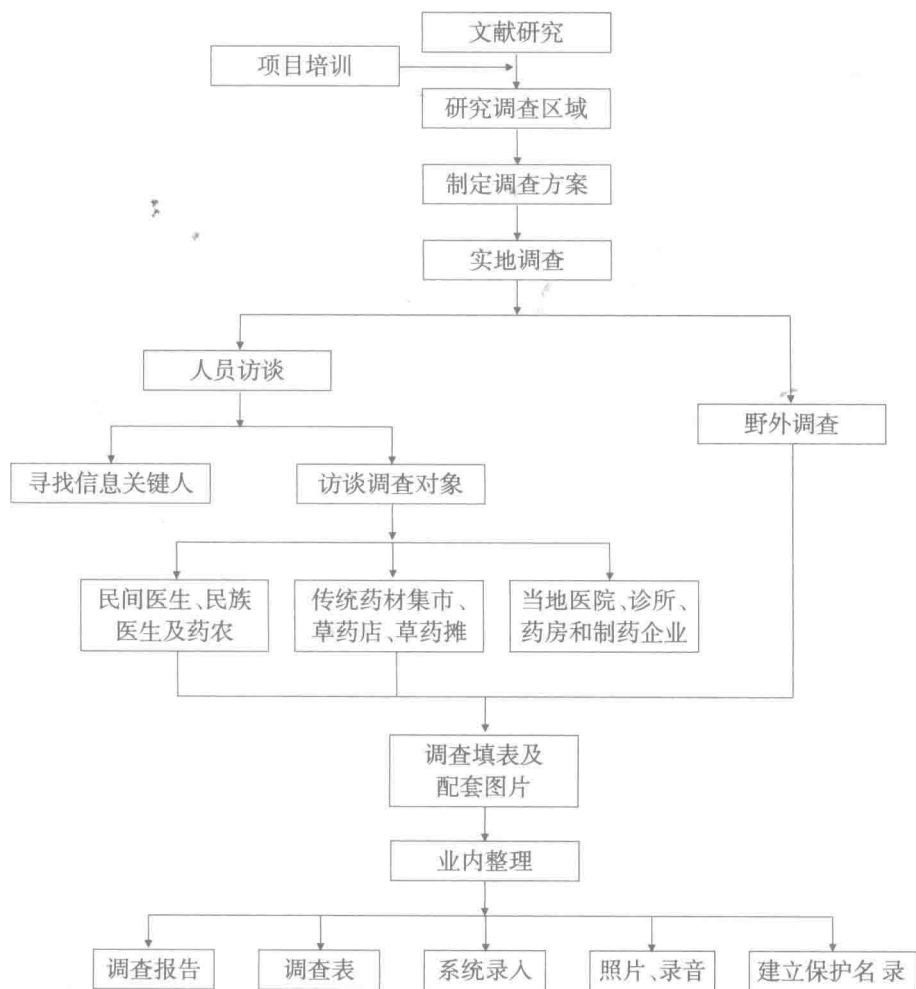 文献研究
项目培训
研究调查区域
制定调查方案
实地调查
人员访谈
野外调查
寻找信息关键人
访谈调查对象
民间医生、民族
医生及药农
传统药材集市、
草药店、草药摊
当地医院、诊所、
药房和制药企业
调查填表及
配套图片
业内整理
调查报告
调查表
系统录入
照片、录音
建立保护名录